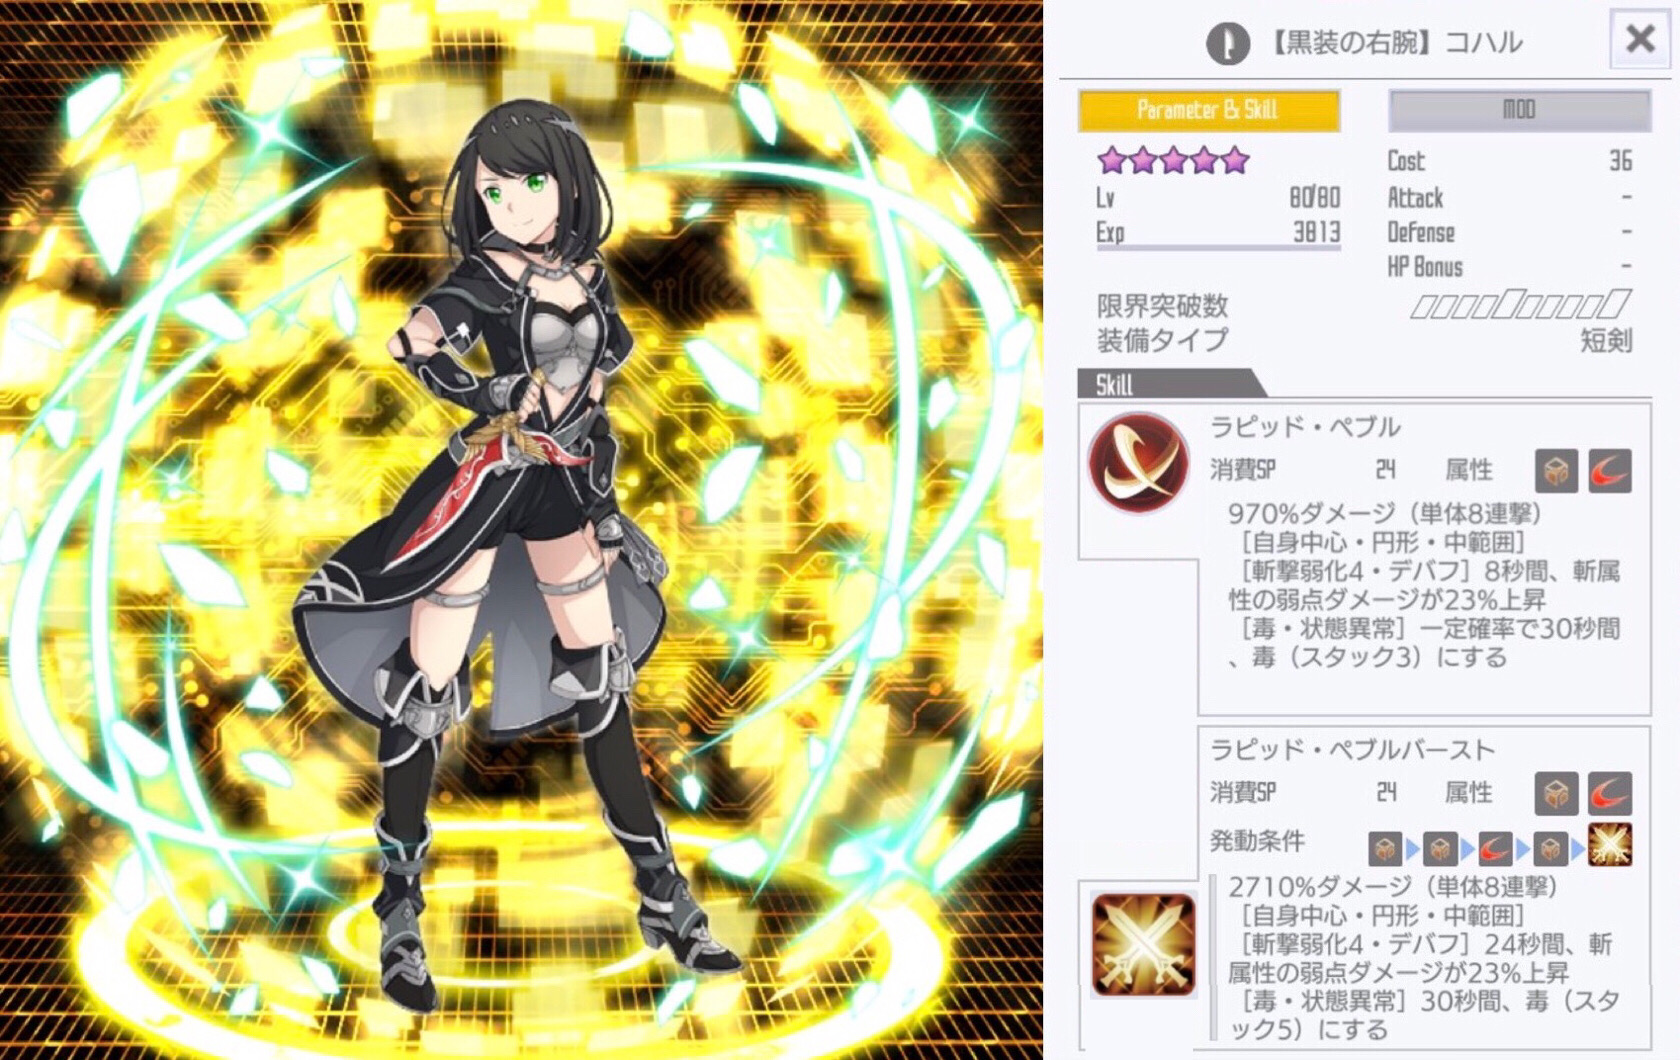 【黒装の右腕】コハル
Parameter & Skill
MOD
Lv 80/80
Exp 3813
Cost 36
Attack -
Defense -
HP Bonus -
限界突破数
装備タイプ 短剣
Skill
ラピッド・ペブル
消費SP 24 属性
970%ダメージ（単体8連撃）
［自身中心・円形・中範囲］
［斬撃弱化4・デバフ］8秒間、斬属
性の弱点ダメージが23%上昇
［毒・状態異常］一定確率で30秒間
、毒（スタック3）にする
ラピッド・ペブルバースト
消費SP 24 属性
発動条件
2710%ダメージ（単体8連撃）
［自身中心・円形・中範囲］
［斬撃弱化4・デバフ］24秒間、斬
属性の弱点ダメージが23%上昇
［毒・状態異常］30秒間、毒（スタ
ック5）にする